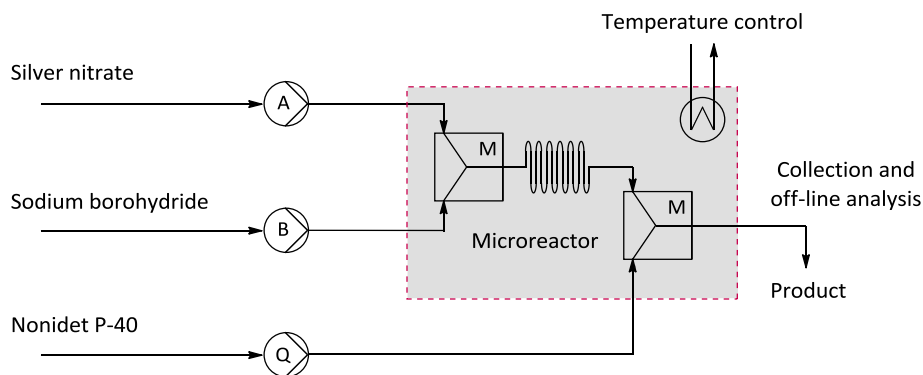 Temperature control
Silver nitrate
A
M
Collection and
off-line analysis
Sodium borohydride
B
M
Microreactor
Product
Nonidet P-40
Q